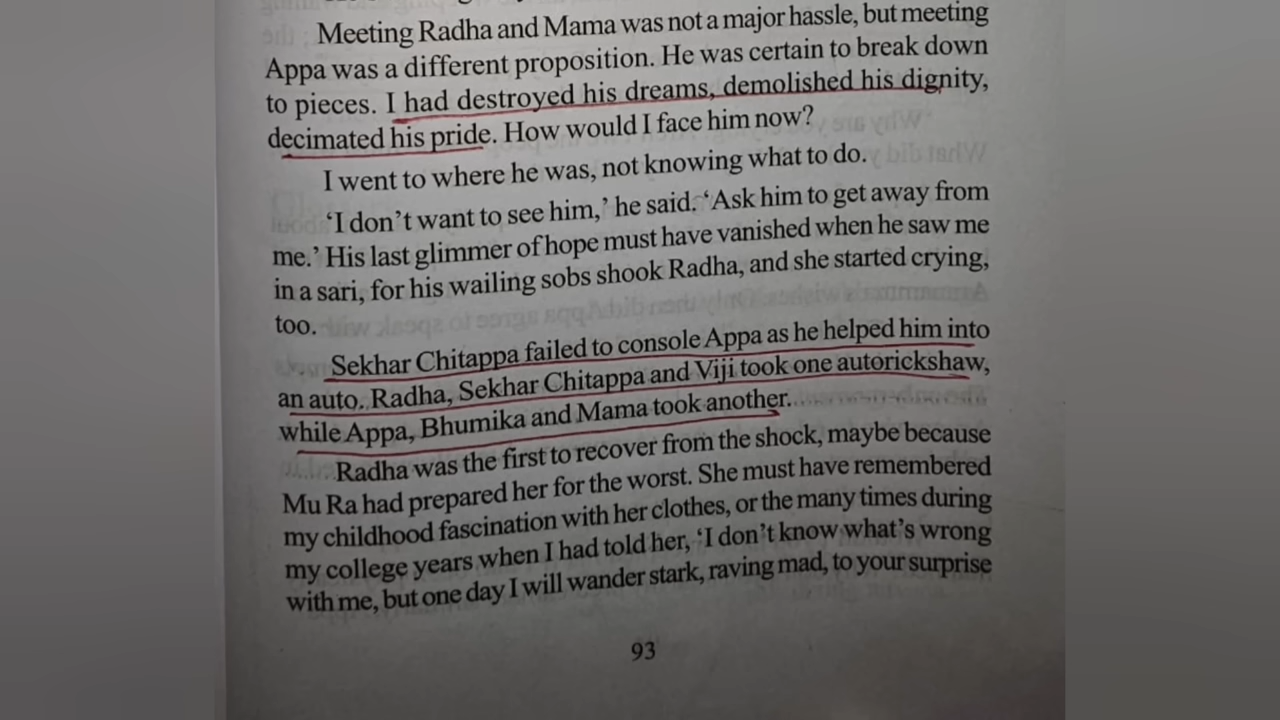 Meeting Radha and Mama was not a major hassle, but meeting
Appa was a different proposition. He was certain to break down
to pieces. I had destroyed his dreams, demolished his dignity,
decimated his pride. How would I face him now?
I went to where he was, not knowing what to do.
‘I don’t want to see him,’ he said. ‘Ask him to get away from
me.’ His last glimmer of hope must have vanished when he saw me
in a sari, for his wailing sobs shook Radha, and she started crying,
too.
Sekhar Chitappa failed to console Appa as he helped him into
an auto. Radha, Sekhar Chitappa and Viji took one autorickshaw,
while Appa, Bhumika and Mama took another.
Radha was the first to recover from the shock, maybe because
Mu Ra had prepared her for the worst. She must have remembered
my childhood fascination with her clothes, or the many times during
my college years when I had told her, ‘I don’t know what’s wrong
with me, but one day I will wander stark, raving mad, to your surprise
93